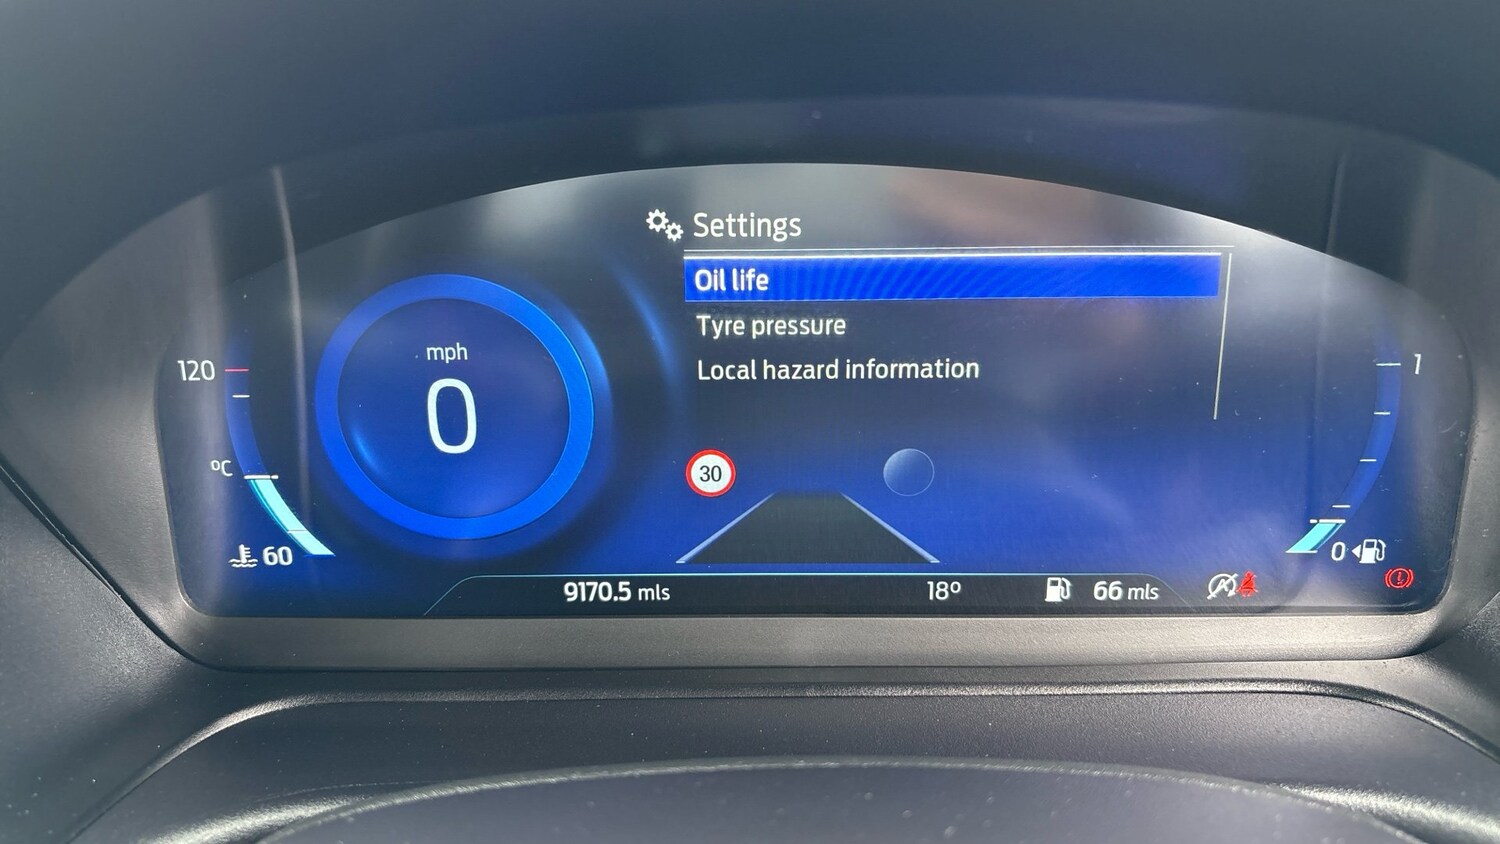 Settings
Oil life
Tyre pressure
Local hazard information
mph
0
120
°C
60
30
1
0
9170.5 mls
18°
66 mls